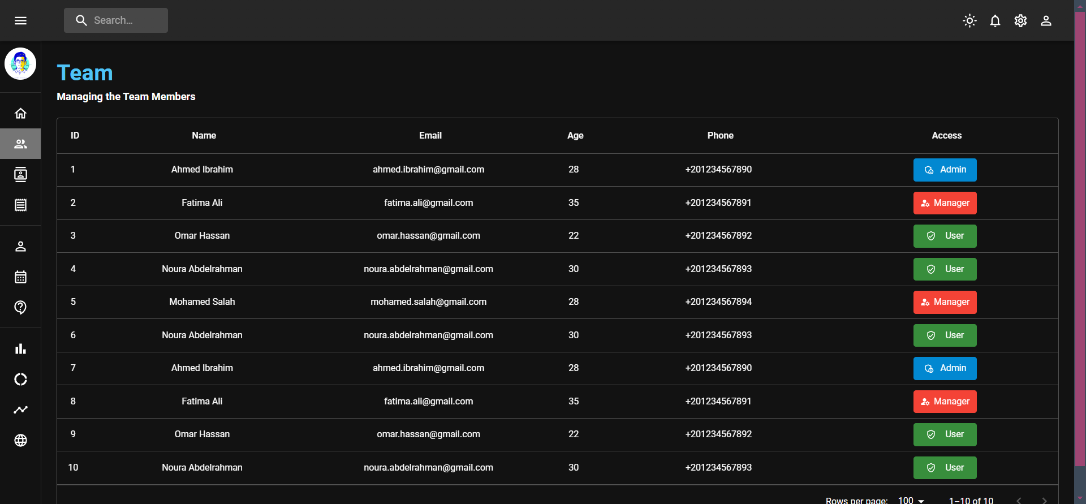 Search...
Team
Managing the Team Members
ID Name Email Age Phone Access
1 Ahmed Ibrahim ahmed.ibrahim@gmail.com 28 +201234567890 Admin
2 Fatima Ali fatima.ali@gmail.com 35 +201234567891 Manager
3 Omar Hassan omar.hassan@gmail.com 22 +201234567892 User
4 Noura Abdelrahman noura.abdelrahman@gmail.com 30 +201234567893 User
5 Mohamed Salah mohamed.salah@gmail.com 28 +201234567894 Manager
6 Noura Abdelrahman noura.abdelrahman@gmail.com 30 +201234567893 User
7 Ahmed Ibrahim ahmed.ibrahim@gmail.com 28 +201234567890 Admin
8 Fatima Ali fatima.ali@gmail.com 35 +201234567891 Manager
9 Omar Hassan omar.hassan@gmail.com 22 +201234567892 User
10 Noura Abdelrahman noura.abdelrahman@gmail.com 30 +201234567893 User
Rows per page: 100 1–10 of 10